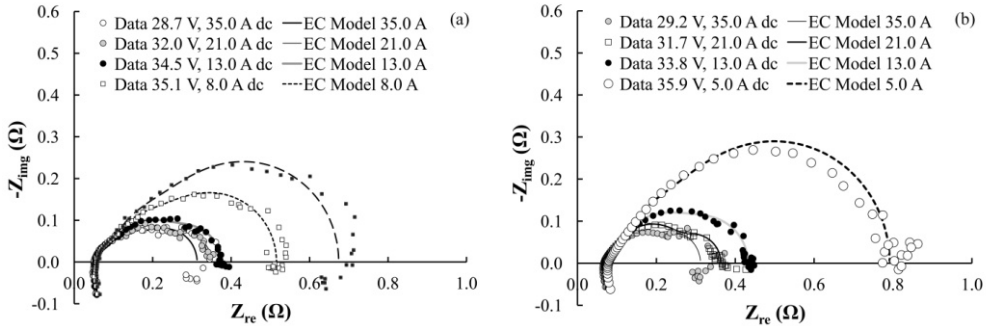 (a)
Data 28.7 V, 35.0 A dc EC Model 35.0 A
Data 32.0 V, 21.0 A dc EC Model 21.0 A
Data 34.5 V, 13.0 A dc EC Model 13.0 A
Data 35.1 V, 8.0 A dc EC Model 8.0 A
-Z_img (Ω)
0.6
0.5
0.4
0.3
0.2
0.1
0.0
-0.1
0.0 0.2 0.4 0.6 0.8 1.0
Z_re (Ω)
(b)
Data 29.2 V, 35.0 A dc EC Model 35.0 A
Data 31.7 V, 21.0 A dc EC Model 21.0 A
Data 33.8 V, 13.0 A dc EC Model 13.0 A
Data 35.9 V, 5.0 A dc EC Model 5.0 A
-Z_img (Ω)
0.6
0.5
0.4
0.3
0.2
0.1
0.0
-0.1
0.0 0.2 0.4 0.6 0.8 1.0
Z_re (Ω)